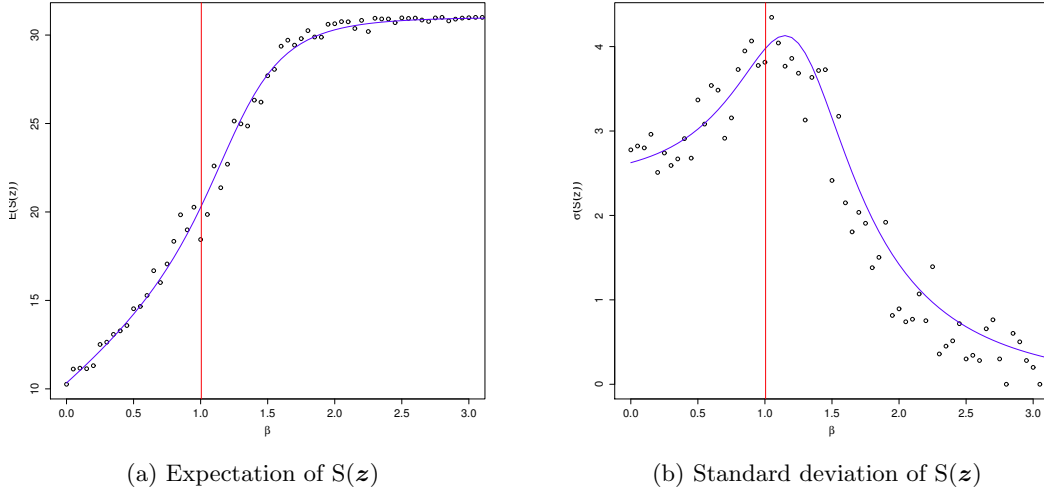 30
25
20
15
10
E(S(z))
0.0 0.5 1.0 1.5 2.0 2.5 3.0
β
(a) Expectation of S(z)
4
3
2
1
0
σ(S(z))
0.0 0.5 1.0 1.5 2.0 2.5 3.0
β
(b) Standard deviation of S(z)